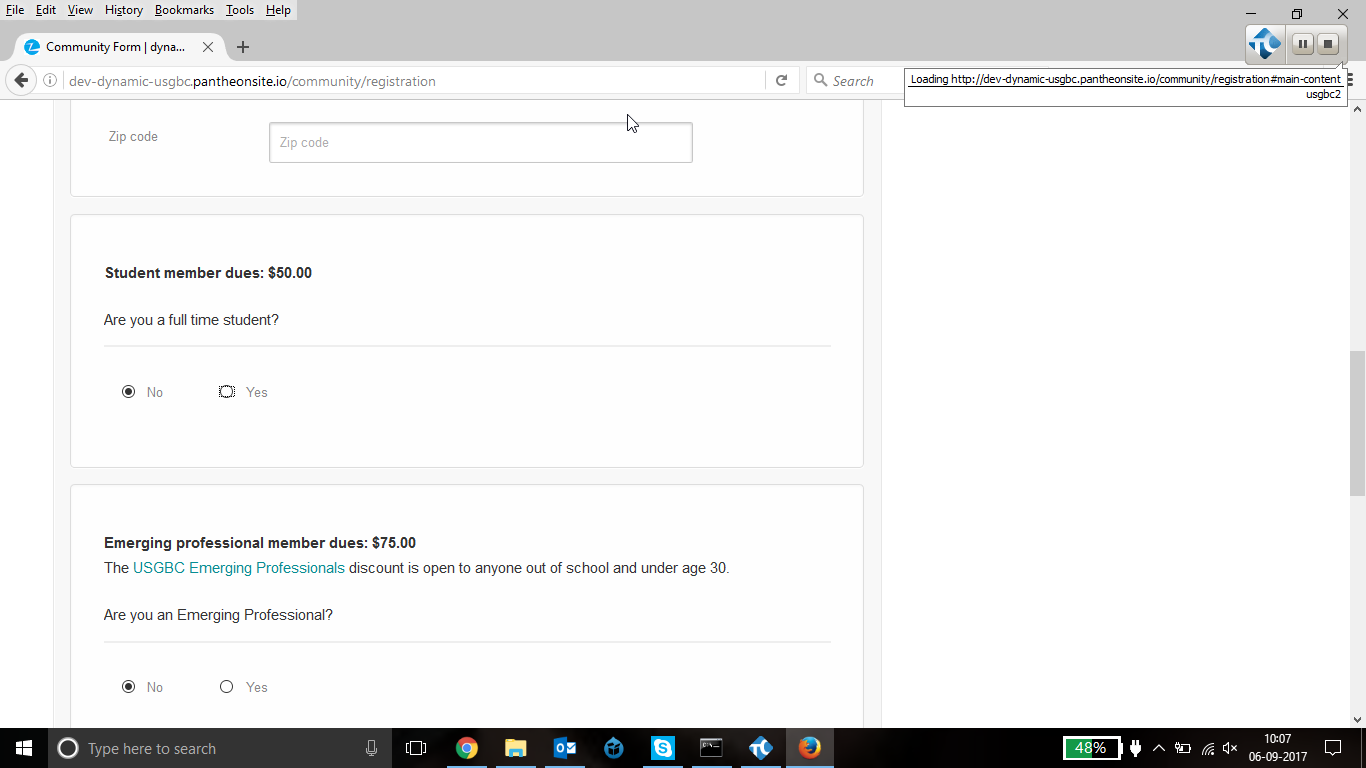 File Edit View History Bookmarks Tools Help
Community Form | dyna...
dev-dynamic-usgbc.pantheonsite.io/community/registration
Search
Loading http://dev-dynamic-usgbc.pantheonsite.io/community/registration#main-content
usgbc2
Zip code
Zip code
Student member dues: $50.00
Are you a full time student?
No Yes
Emerging professional member dues: $75.00
The USGBC Emerging Professionals discount is open to anyone out of school and under age 30.
Are you an Emerging Professional?
No Yes
Type here to search
48%
10:07
06-09-2017